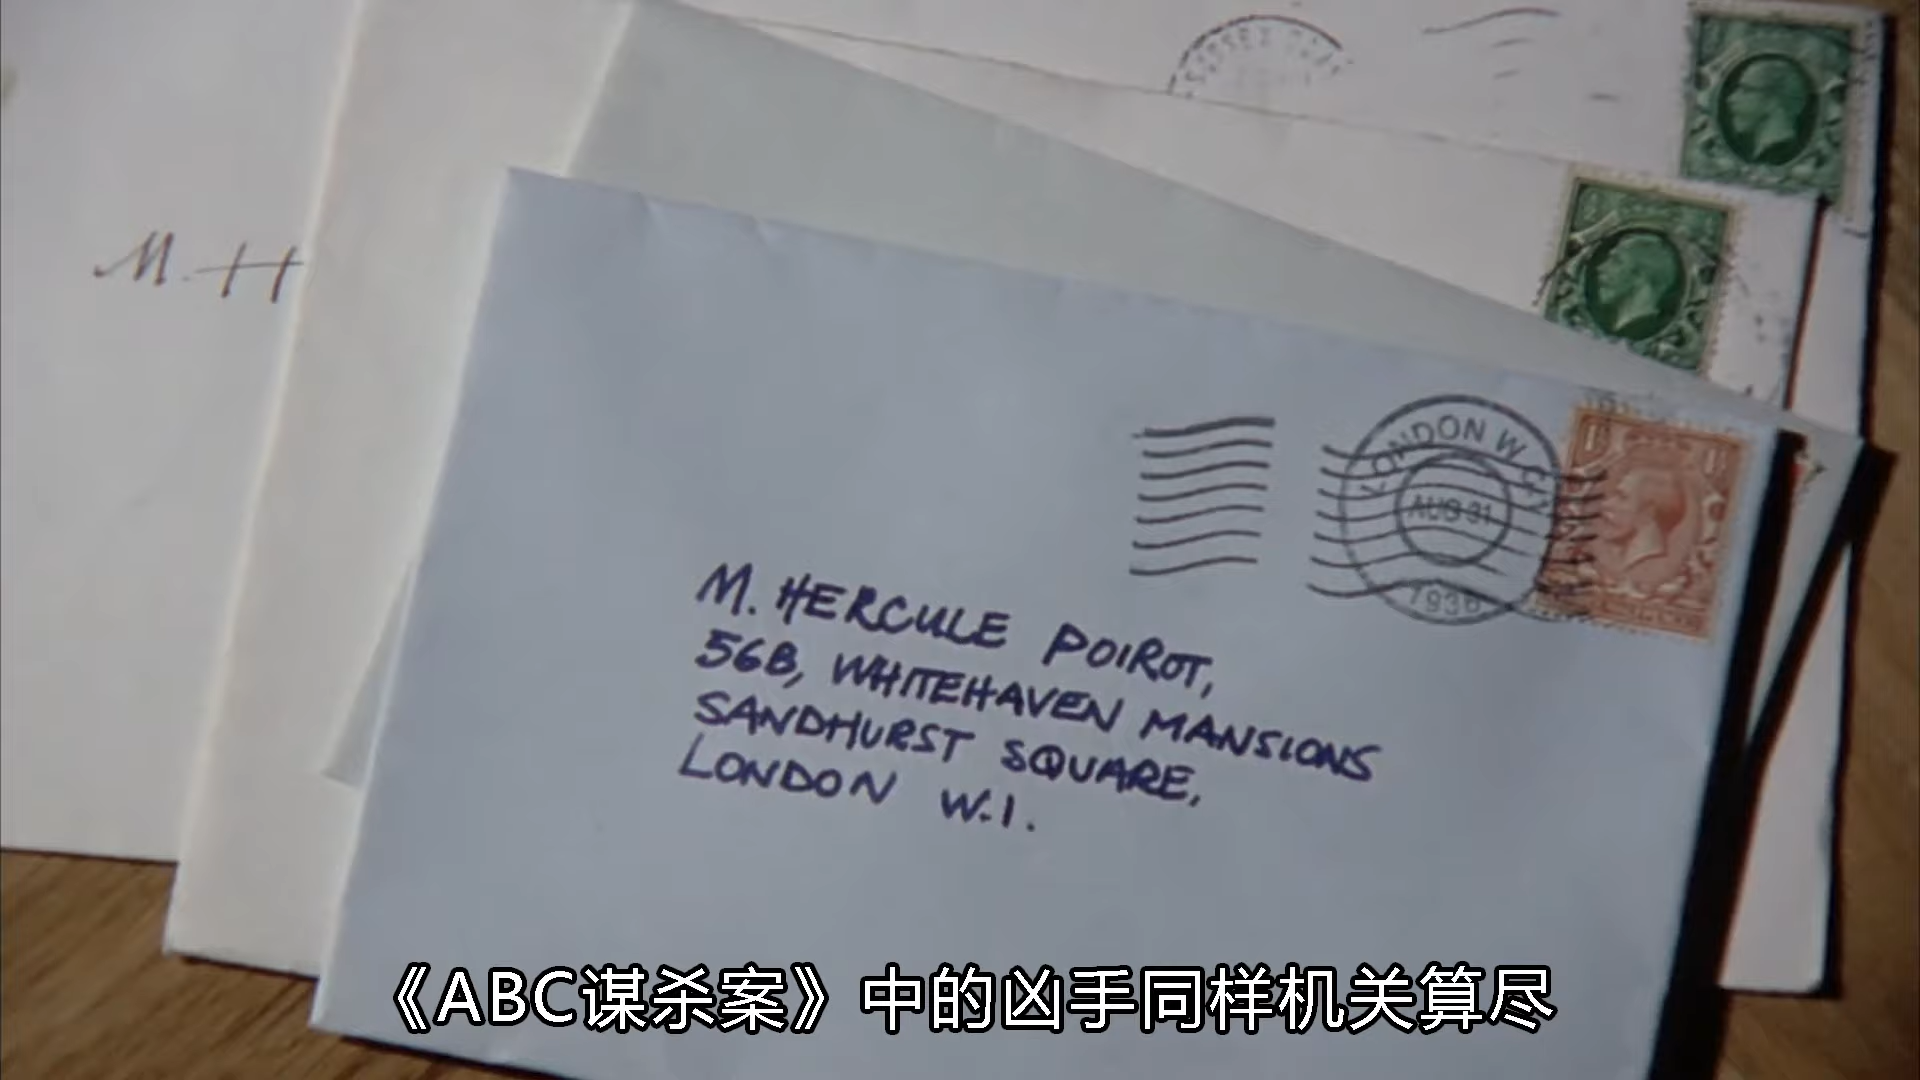 M. H
LONDON W.
AUG 31
193
M. HERCULE POIROT,
56B, WHITEHAVEN MANSIONS
SANDHURST SQUARE,
LONDON W.1.
《ABC谋杀案》中的凶手同样机关算尽